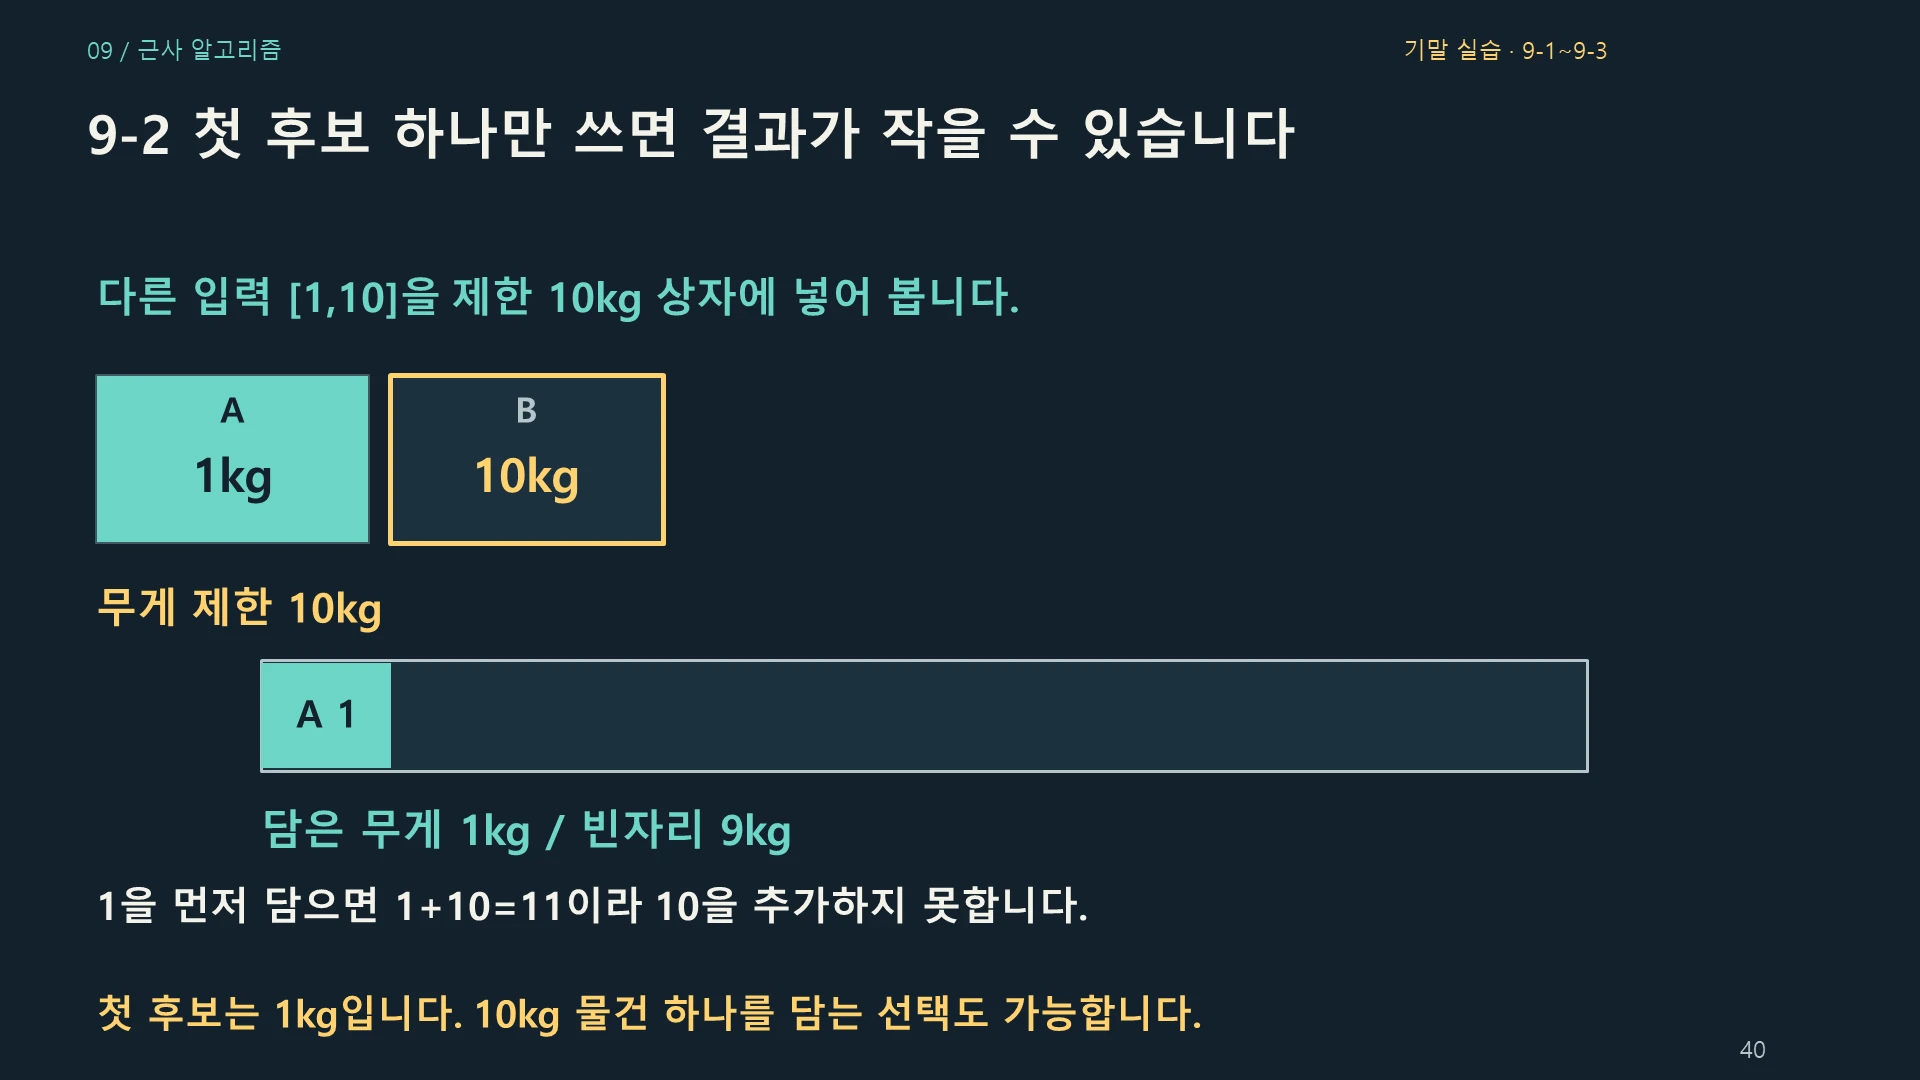 09 / 근사 알고리즘
기말 실습 · 9-1~9-3
9-2 첫 후보 하나만 쓰면 결과가 작을 수 있습니다
다른 입력 [1,10]을 제한 10kg 상자에 넣어 봅니다.
A
1kg
B
10kg
무게 제한 10kg
A 1
담은 무게 1kg / 빈자리 9kg
1을 먼저 담으면 1+10=11이라 10을 추가하지 못합니다.
첫 후보는 1kg입니다. 10kg 물건 하나를 담는 선택도 가능합니다.
40